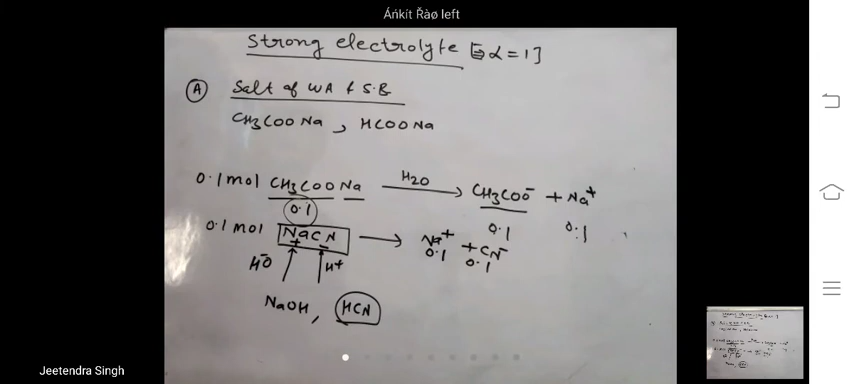 Áńkít Řàø left
Strong electrolyte [⇒ α = 1]
(A) Salt of WA & S.B
CH3COONa, HCOONa
0.1 mol CH3COONa H2O → CH3COO⁻ + Na⁺
0.1 0.1 0.1
0.1 mol NaCN → Na⁺ + CN⁻
+ - 0.1 0.1
HO⁻ H⁺
NaOH, HCN
Jeetendra Singh